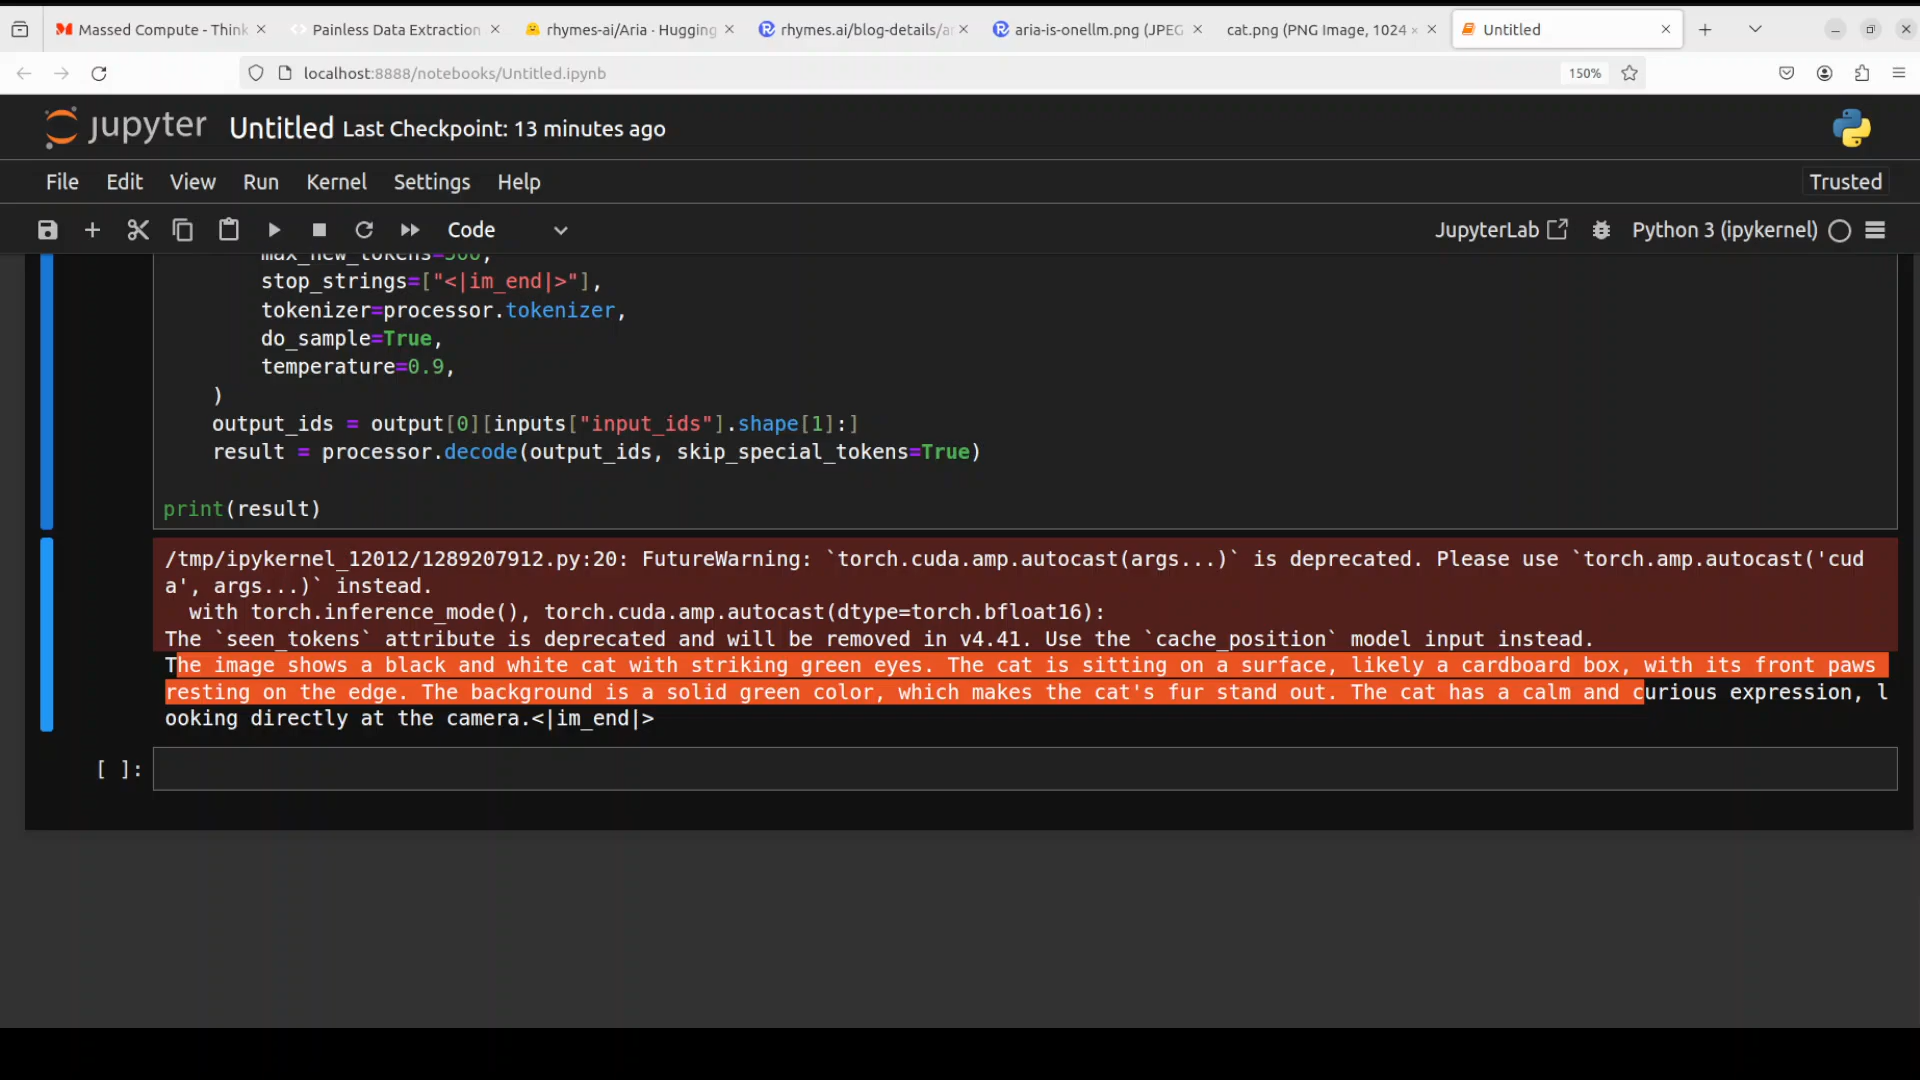 Massed Compute - Think
Painless Data Extraction
rhymes-ai/Aria · Hugging
rhymes.ai/blog-details/a
aria-is-onellm.png (JPEG
cat.png (PNG Image, 1024 ×
Untitled
localhost:8888/notebooks/Untitled.ipynb
150%
jupyter Untitled Last Checkpoint: 13 minutes ago
File Edit View Run Kernel Settings Help
Trusted
Code
JupyterLab
Python 3 (ipykernel)
max_new_tokens=500,
stop_strings=["<|im_end|>"],
tokenizer=processor.tokenizer,
do_sample=True,
temperature=0.9,
)
output_ids = output[0][inputs["input_ids"].shape[1]:]
result = processor.decode(output_ids, skip_special_tokens=True)
print(result)
/tmp/ipykernel_12012/1289207912.py:20: FutureWarning: `torch.cuda.amp.autocast(args...)` is deprecated. Please use `torch.amp.autocast('cud
a', args...)` instead.
with torch.inference_mode(), torch.cuda.amp.autocast(dtype=torch.bfloat16):
The `seen_tokens` attribute is deprecated and will be removed in v4.41. Use the `cache_position` model input instead.
The image shows a black and white cat with striking green eyes. The cat is sitting on a surface, likely a cardboard box, with its front paws
resting on the edge. The background is a solid green color, which makes the cat's fur stand out. The cat has a calm and curious expression, l
ooking directly at the camera.<|im_end|>
[ ]: